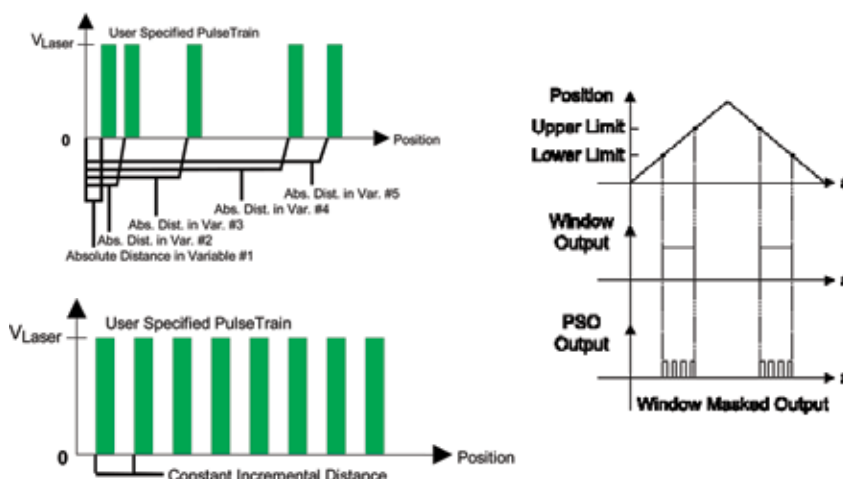 User Specified PulseTrain
VLaser
0
Position
Abs. Dist. in Var. #5
Abs. Dist. in Var. #4
Abs. Dist. in Var. #3
Abs. Dist. in Var. #2
Absolute Distance in Variable #1
User Specified PulseTrain
VLaser
0
Position
Constant Incremental Distance
Position
Upper Limit
Lower Limit
Window
Output
PSO
Output
Window Masked Output